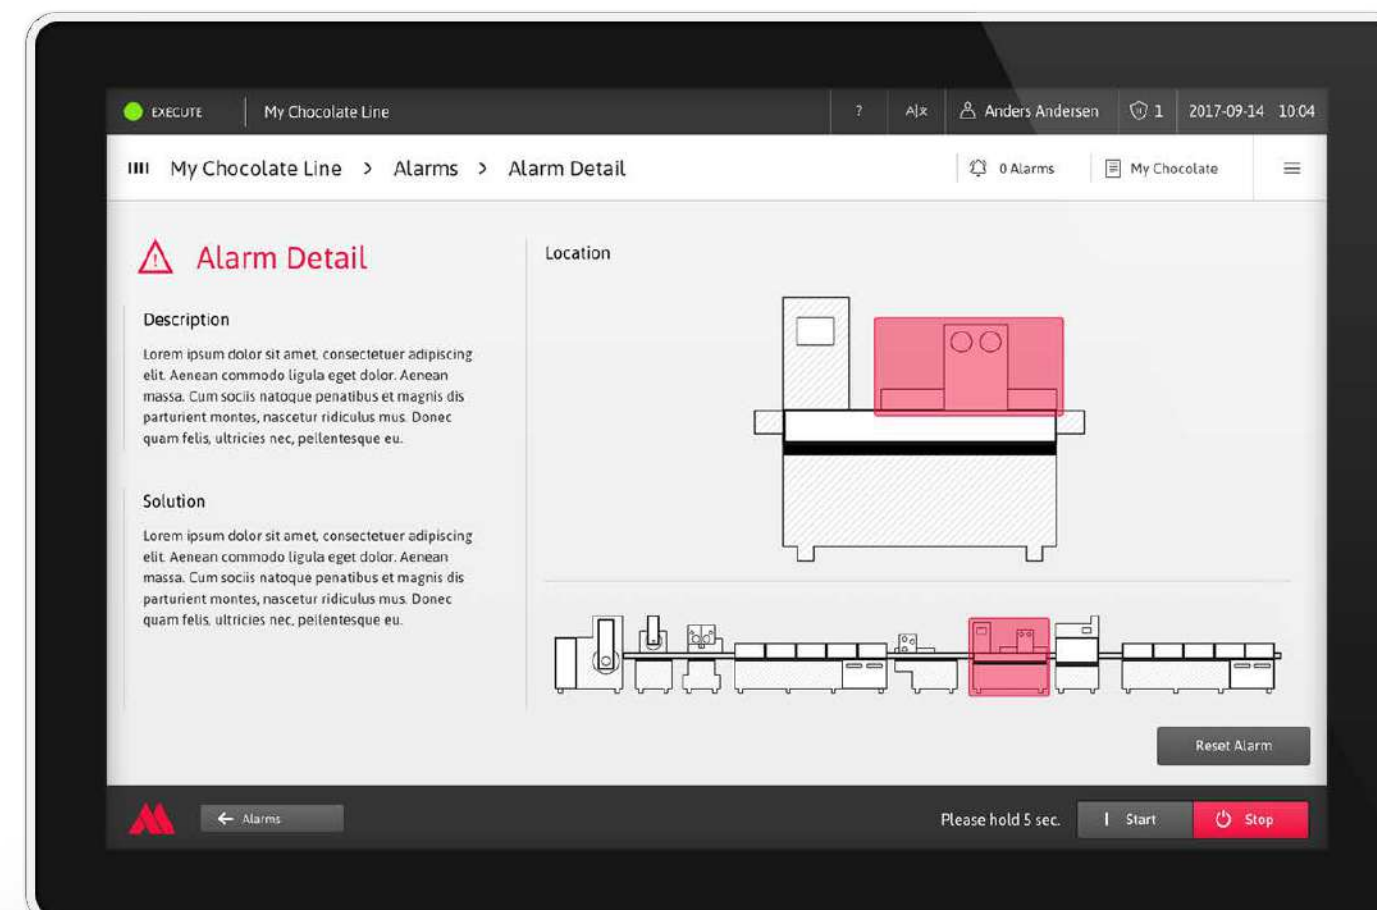 EXECUTE
My Chocolate Line
?
A|文
Anders Andersen
1
2017-09-14 10:04
My Chocolate Line > Alarms > Alarm Detail
0 Alarms
My Chocolate
Alarm Detail
Description
Lorem ipsum dolor sit amet, consectetuer adipiscing
elit. Aenean commodo ligula eget dolor. Aenean
massa. Cum sociis natoque penatibus et magnis dis
parturient montes, nascetur ridiculus mus. Donec
quam felis, ultricies nec, pellentesque eu.
Solution
Lorem ipsum dolor sit amet, consectetuer adipiscing
elit. Aenean commodo ligula eget dolor. Aenean
massa. Cum sociis natoque penatibus et magnis dis
parturient montes, nascetur ridiculus mus. Donec
quam felis, ultricies nec, pellentesque eu.
Location
Reset Alarm
← Alarms
Please hold 5 sec.
Start
Stop